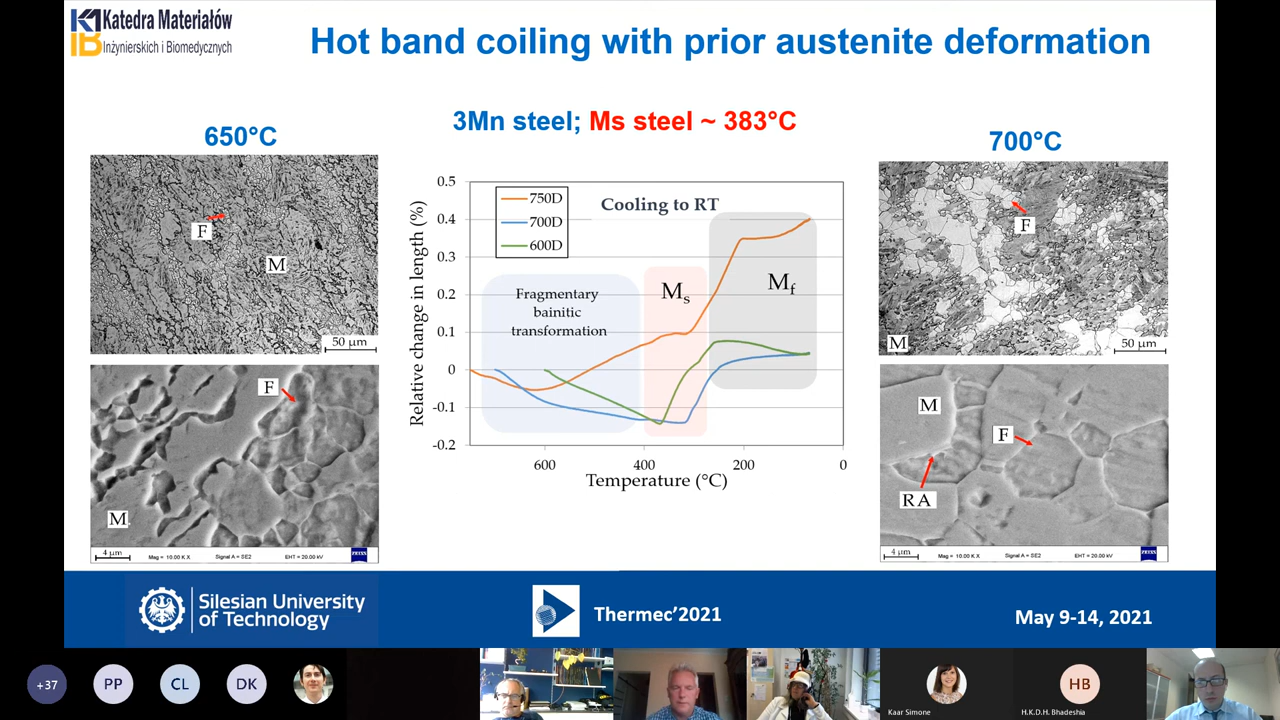 Katedra Materiałów
Inżynierskich i Biomedycznych
Hot band coiling with prior austenite deformation
3Mn steel; Ms steel ~ 383°C
650°C
F
M
50 µm
F
M
4 µm
Mag = 10.00 K X
Signal A = SE2
EHT = 20.00 kV
ZEISS
Relative change in length (%)
0.5
0.4
0.3
0.2
0.1
0
-0.1
-0.2
750D
700D
600D
Cooling to RT
Fragmentary
bainitic
transformation
Ms
Mf
600
400
200
0
Temperature (°C)
700°C
F
M
50 µm
M
F
RA
4 µm
Mag = 10.00 K X
Signal A = SE2
EHT = 20.00 kV
ZEISS
Silesian University
of Technology
Thermec'2021
May 9-14, 2021
+37
PP
CL
DK
Kaar Simone
HB
H.K.D.H. Bhadeshia